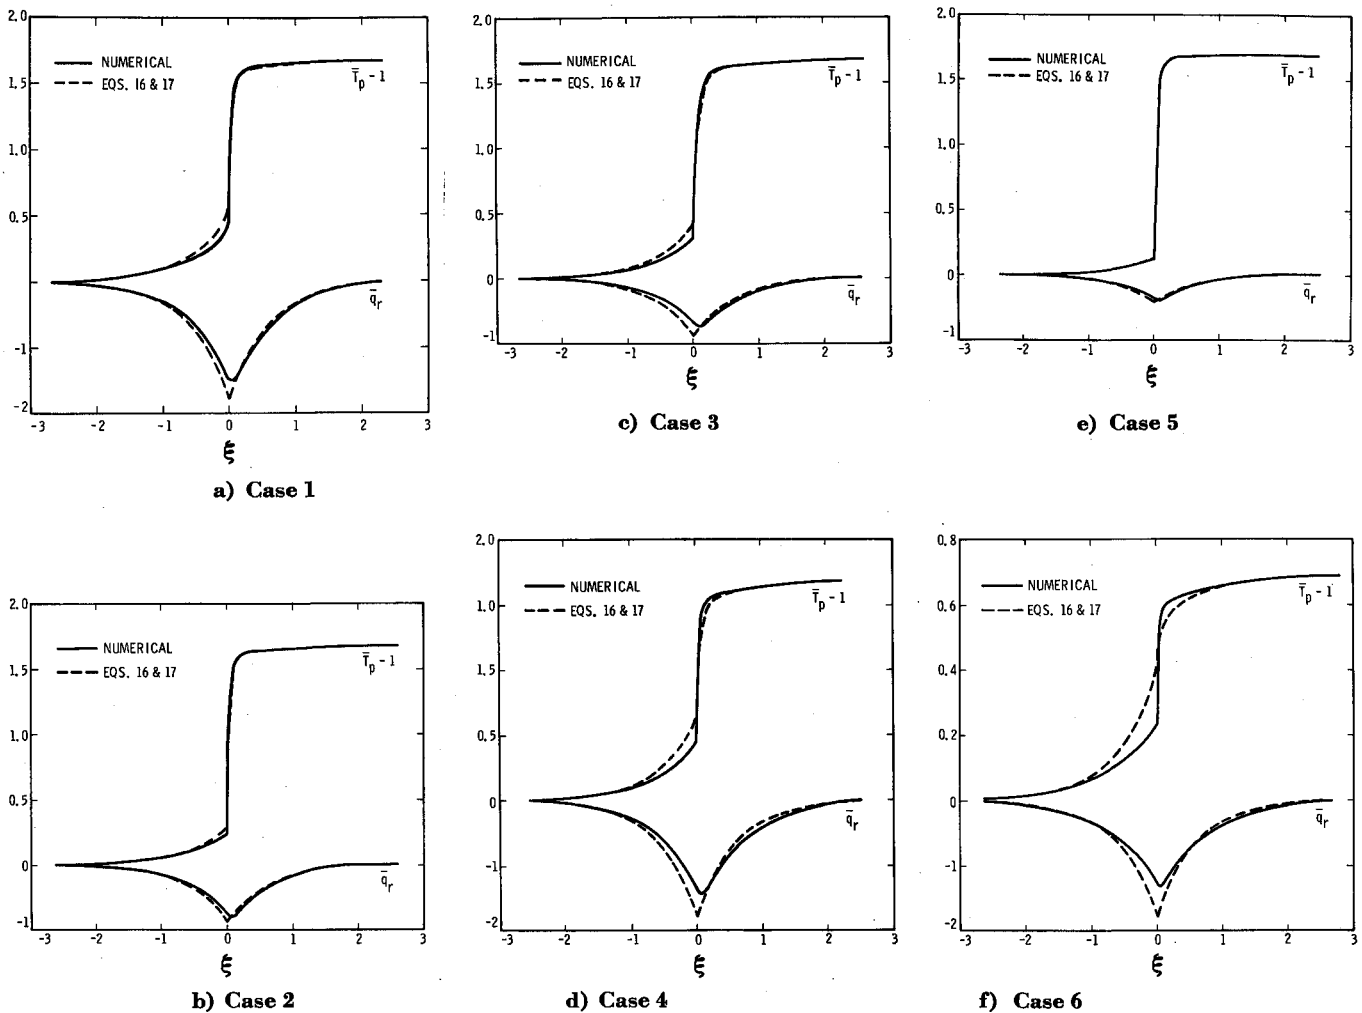 2.0
NUMERICAL
EQS. 16 & 17
T̄p - 1
1.5
1.0
0.5
q̄r
-1
-2
-3 -2 -1 0 1 2 3
ξ
a) Case 1
2.0
NUMERICAL
EQS. 16 & 17
T̄p - 1
1.5
1.0
0.5
0
q̄r
-1
-3 -2 -1 0 1 2 3
ξ
b) Case 2
2.0
NUMERICAL
EQS. 16 & 17
T̄p - 1
1.5
1.0
0.5
0
q̄r
-1
-3 -2 -1 0 1 2 3
ξ
c) Case 3
2.0
NUMERICAL
EQS. 16 & 17
T̄p - 1
1.0
1.5
0.5
0
q̄r
-1
-2
-3 -2 -1 0 1 2 3
ξ
d) Case 4
2.0
NUMERICAL
EQS. 16 & 17
T̄p - 1
1.5
1.0
0.5
0
q̄r
-1
-3 -2 -1 0 1 2 3
ξ
e) Case 5
0.8
NUMERICAL
EQS. 16 & 17
T̄p - 1
0.6
0.4
0.2
0
q̄r
-1
-2
-3 -2 -1 0 1 2 3
ξ
f) Case 6